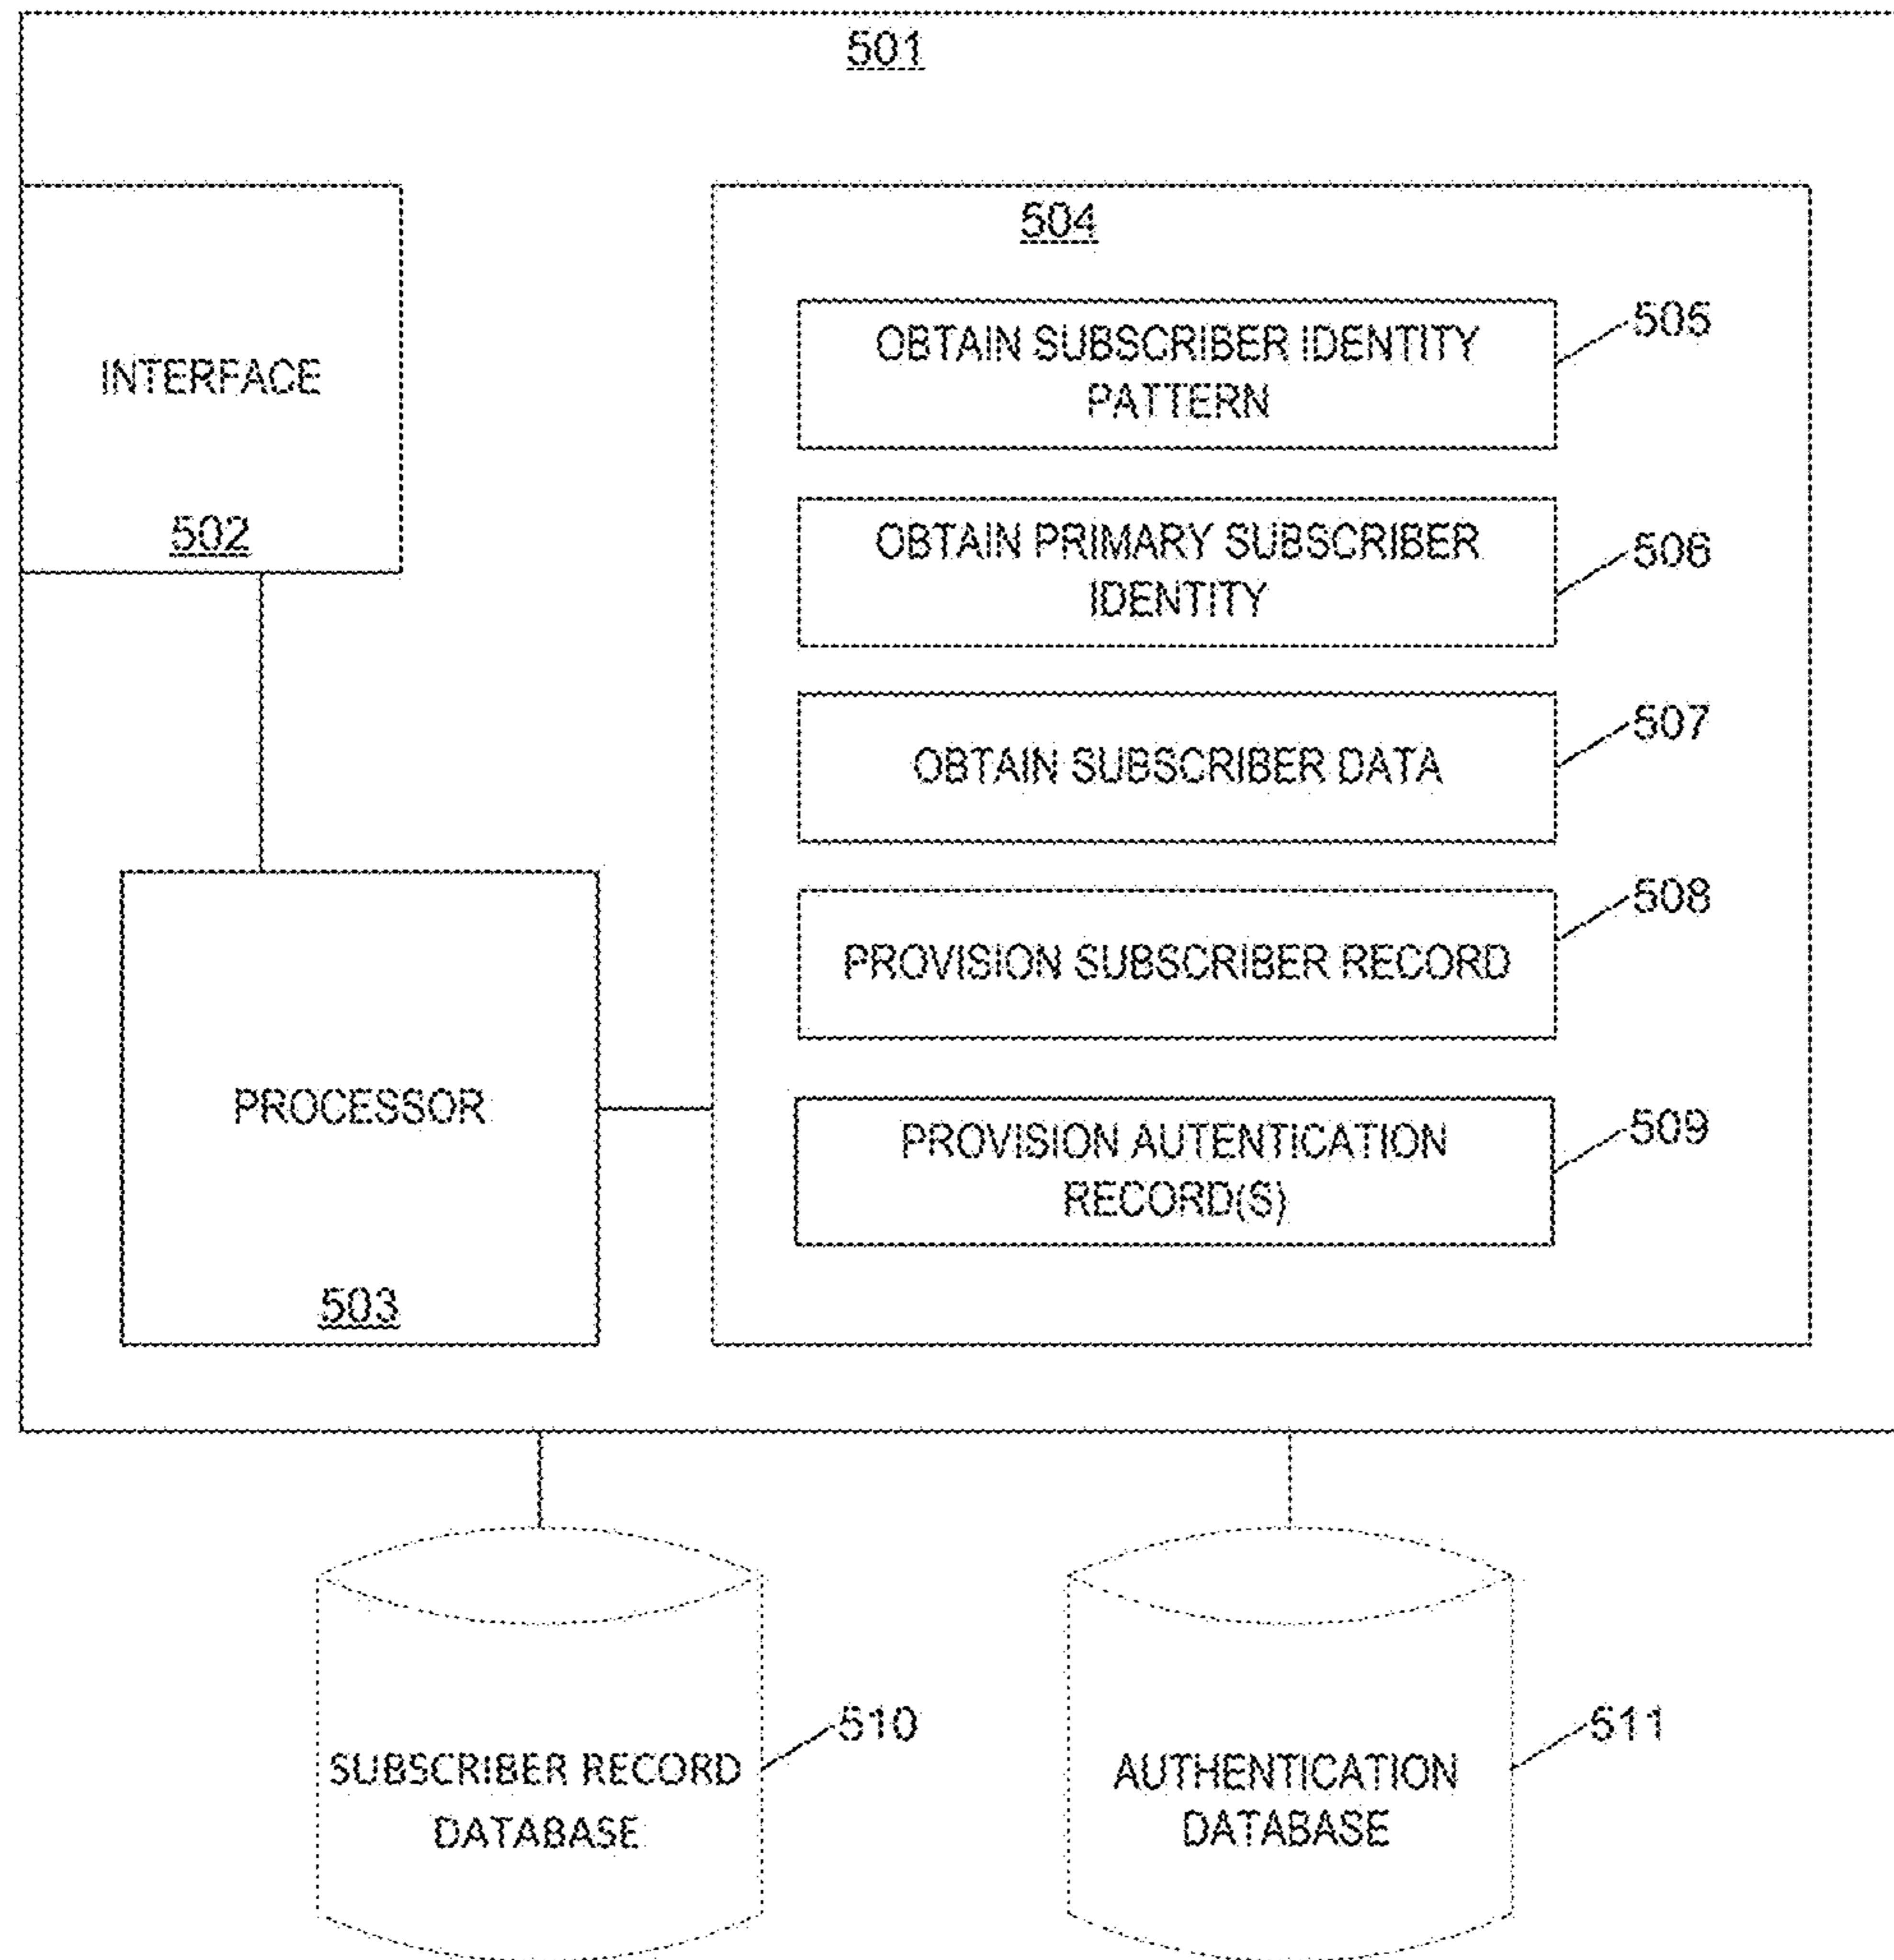 501
INTERFACE
502
504
OBTAIN SUBSCRIBER IDENTITY
PATTERN
505
OBTAIN PRIMARY SUBSCRIBER
IDENTITY
506
OBTAIN SUBSCRIBER DATA
507
PROVISION SUBSCRIBER RECORD
508
PROVISION AUTENTICATION
RECORD(S)
509
PROCESSOR
503
SUBSCRIBER RECORD
DATABASE
510
AUTHENTICATION
DATABASE
511